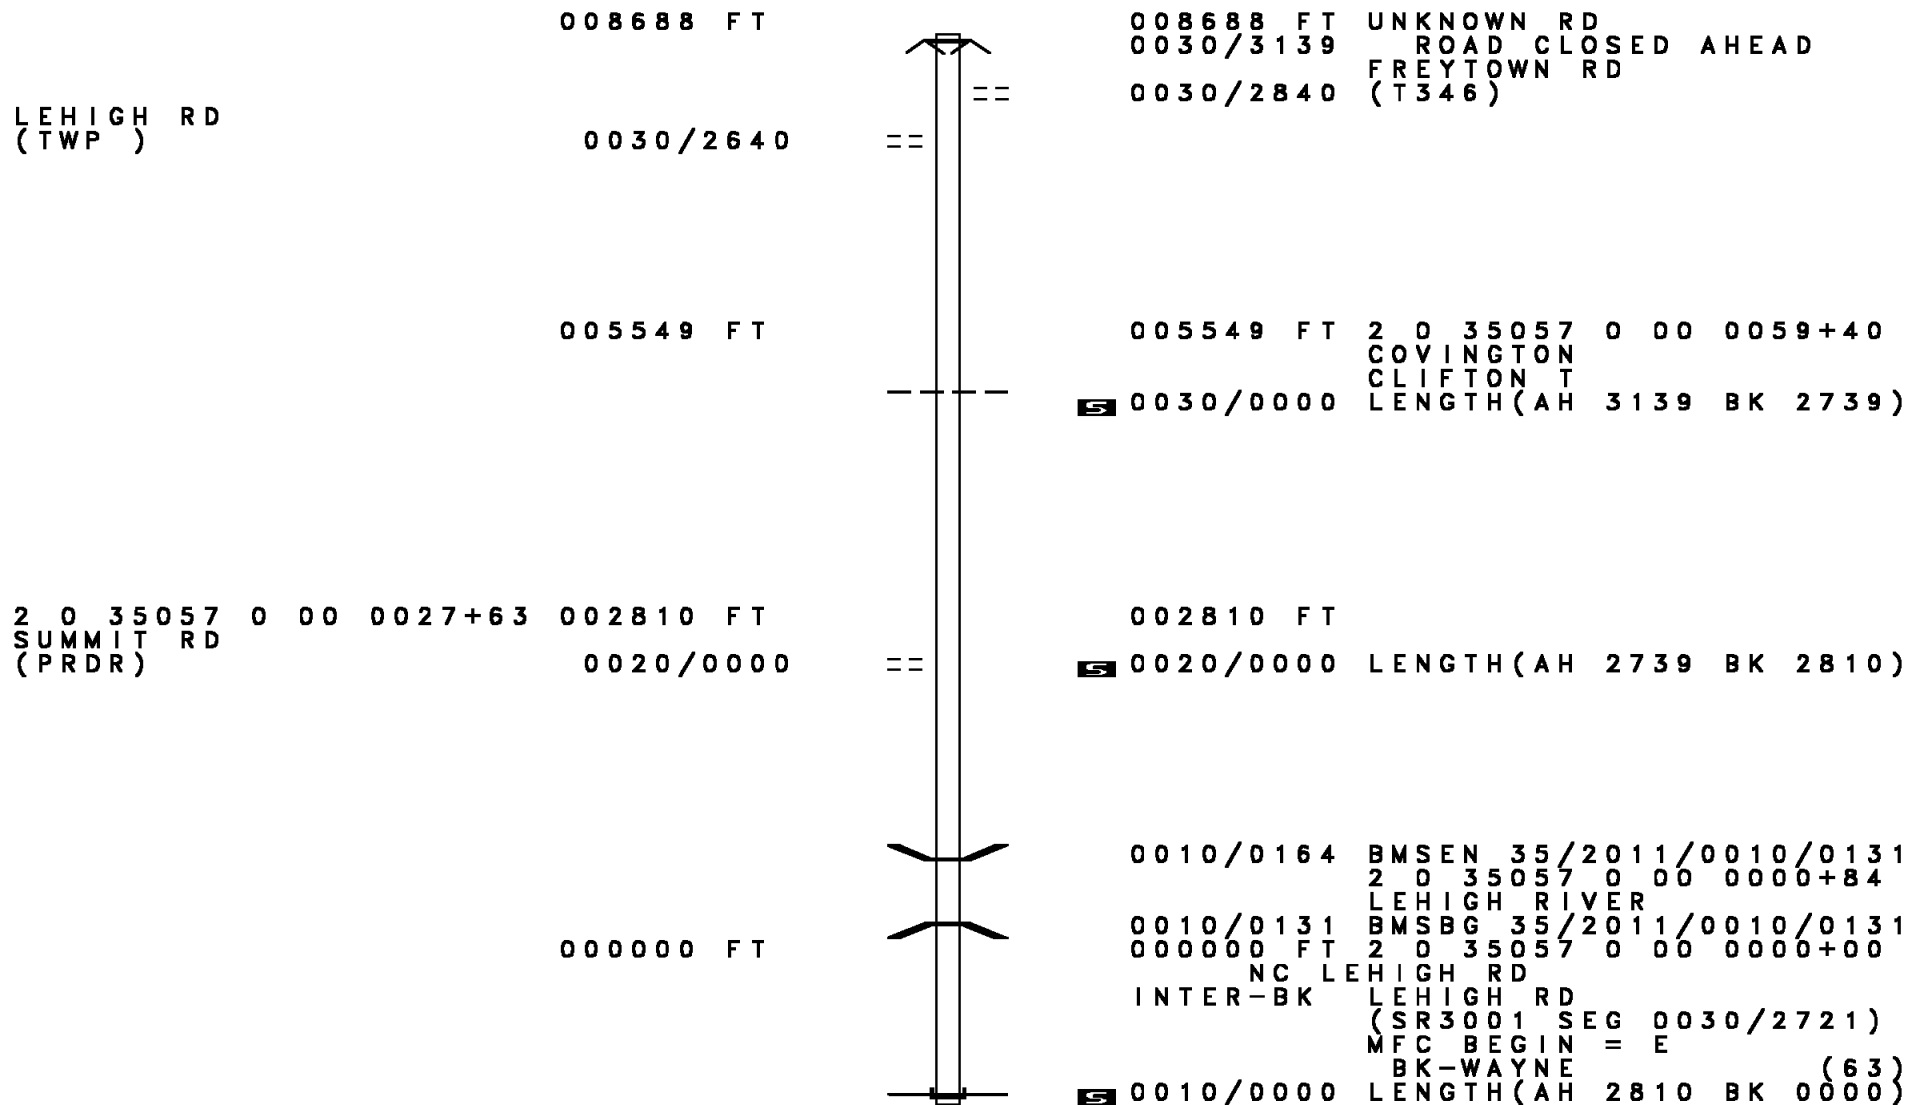 008688 FT 008688 FT UNKNOWN RD
0030/3139 ROAD CLOSED AHEAD
FREYTOWN RD
== 0030/2840 (T346)
LEHIGH RD
(TWP ) 0030/2640 ==
005549 FT 005549 FT 2 0 35057 0 00 0059+40
COVINGTON
CLIFTON T
S 0030/0000 LENGTH(AH 3139 BK 2739)
2 0 35057 0 00 0027+63 002810 FT 002810 FT
SUMMIT RD
(PRDR) 0020/0000 == S 0020/0000 LENGTH(AH 2739 BK 2810)
0010/0164 BMSEN 35/2011/0010/0131
2 0 35057 0 00 0000+84
LEHIGH RIVER
0010/0131 BMSBG 35/2011/0010/0131
000000 FT 000000 FT 2 0 35057 0 00 0000+00
NC LEHIGH RD
INTER-BK LEHIGH RD
(SR3001 SEG 0030/2721)
MFC BEGIN = E
BK-WAYNE (63)
S 0010/0000 LENGTH(AH 2810 BK 0000)